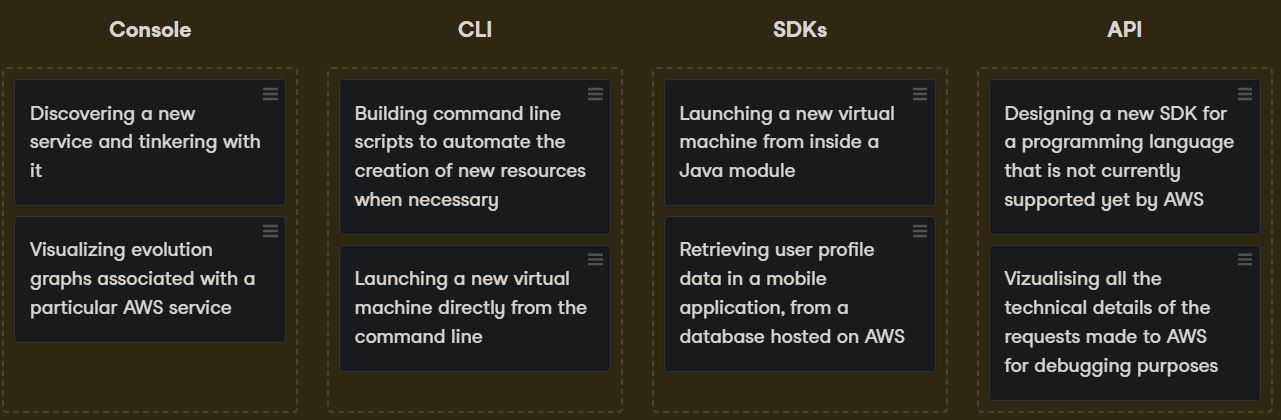 Console
Discovering a new
service and tinkering with
it
Visualizing evolution
graphs associated with a
particular AWS service
CLI
Building command line
scripts to automate the
creation of new resources
when necessary
Launching a new virtual
machine directly from the
command line
SDKs
Launching a new virtual
machine from inside a
Java module
Retrieving user profile
data in a mobile
application, from a
database hosted on AWS
API
Designing a new SDK for
a programming language
that is not currently
supported yet by AWS
Vizualising all the
technical details of the
requests made to AWS
for debugging purposes